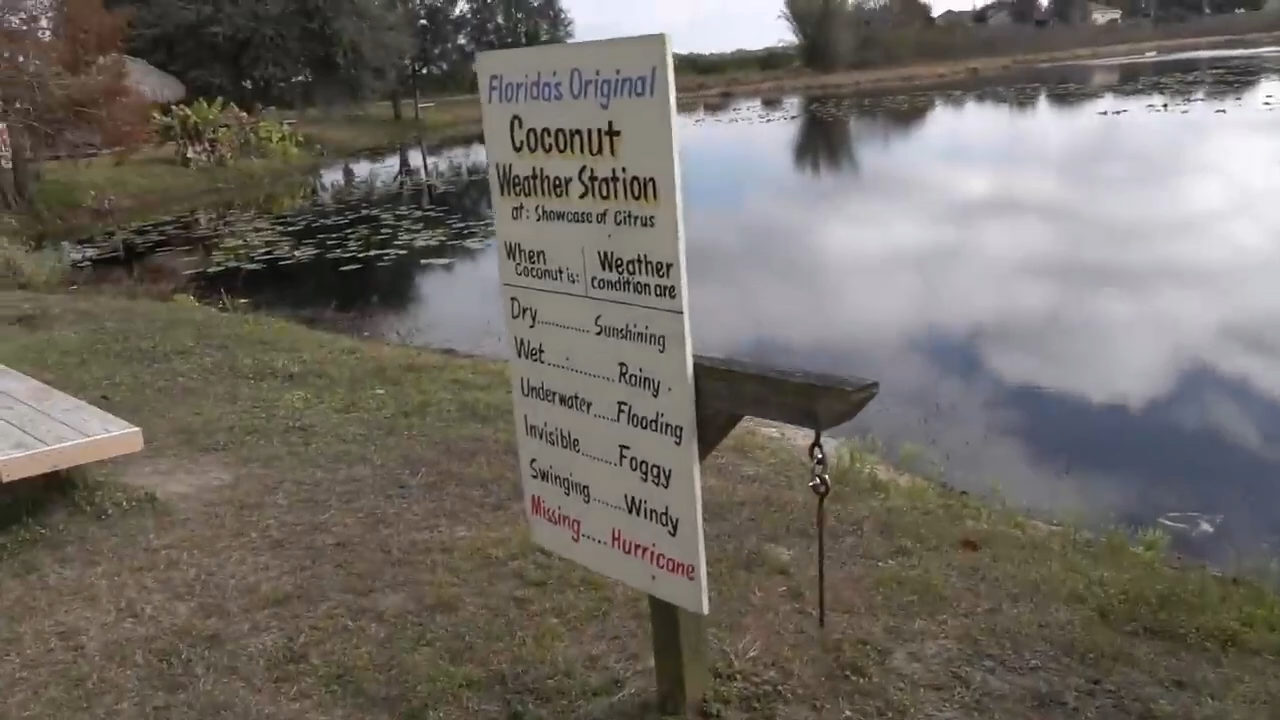 Florida's Original
Coconut
Weather Station
at: Showcase of Citrus
When Coconut is: Weather condition are
Dry............ Sunshining
Wet............. Rainy
Underwater.....Flooding
Invisible.......Foggy
Swinging......Windy
Missing..... Hurricane